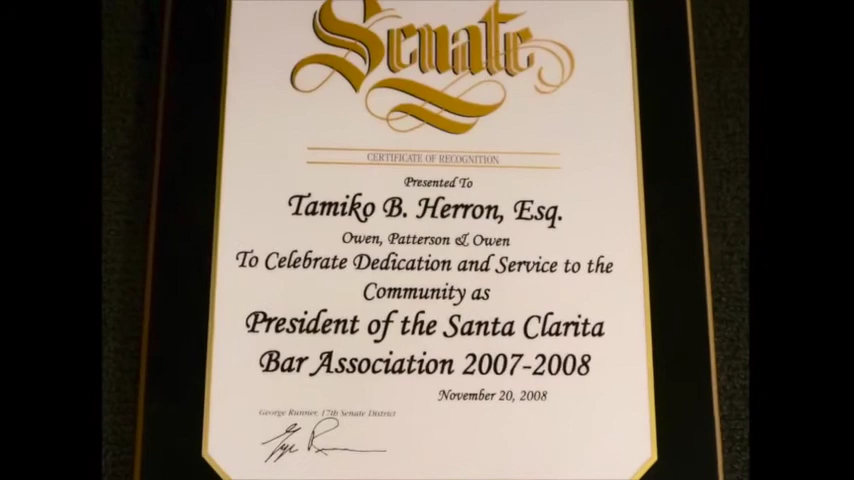 Senate
CERTIFICATE OF RECOGNITION
Presented To
Tamiko B. Herron, Esq.
Owen, Patterson & Owen
To Celebrate Dedication and Service to the
Community as
President of the Santa Clarita
Bar Association 2007-2008
November 20, 2008
George Runner, 17th Senate District